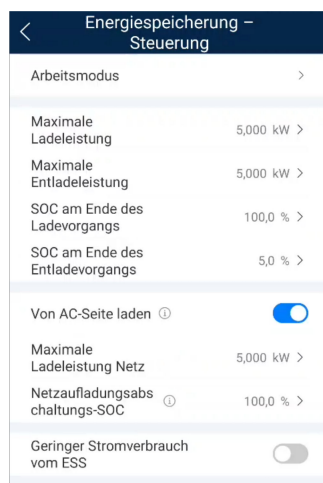 Energiespeicherung –
Steuerung
Arbeitsmodus
Maximale
Ladeleistung
5,000 kW
Maximale
Entladeleistung
5,000 kW
SOC am Ende des
Ladevorgangs
100,0 %
SOC am Ende des
Entladevorgangs
5,0 %
Von AC-Seite laden
Maximale
Ladeleistung Netz
5,000 kW
Netzaufladungsabs
chaltungs-SOC
100,0 %
Geringer Stromverbrauch
vom ESS